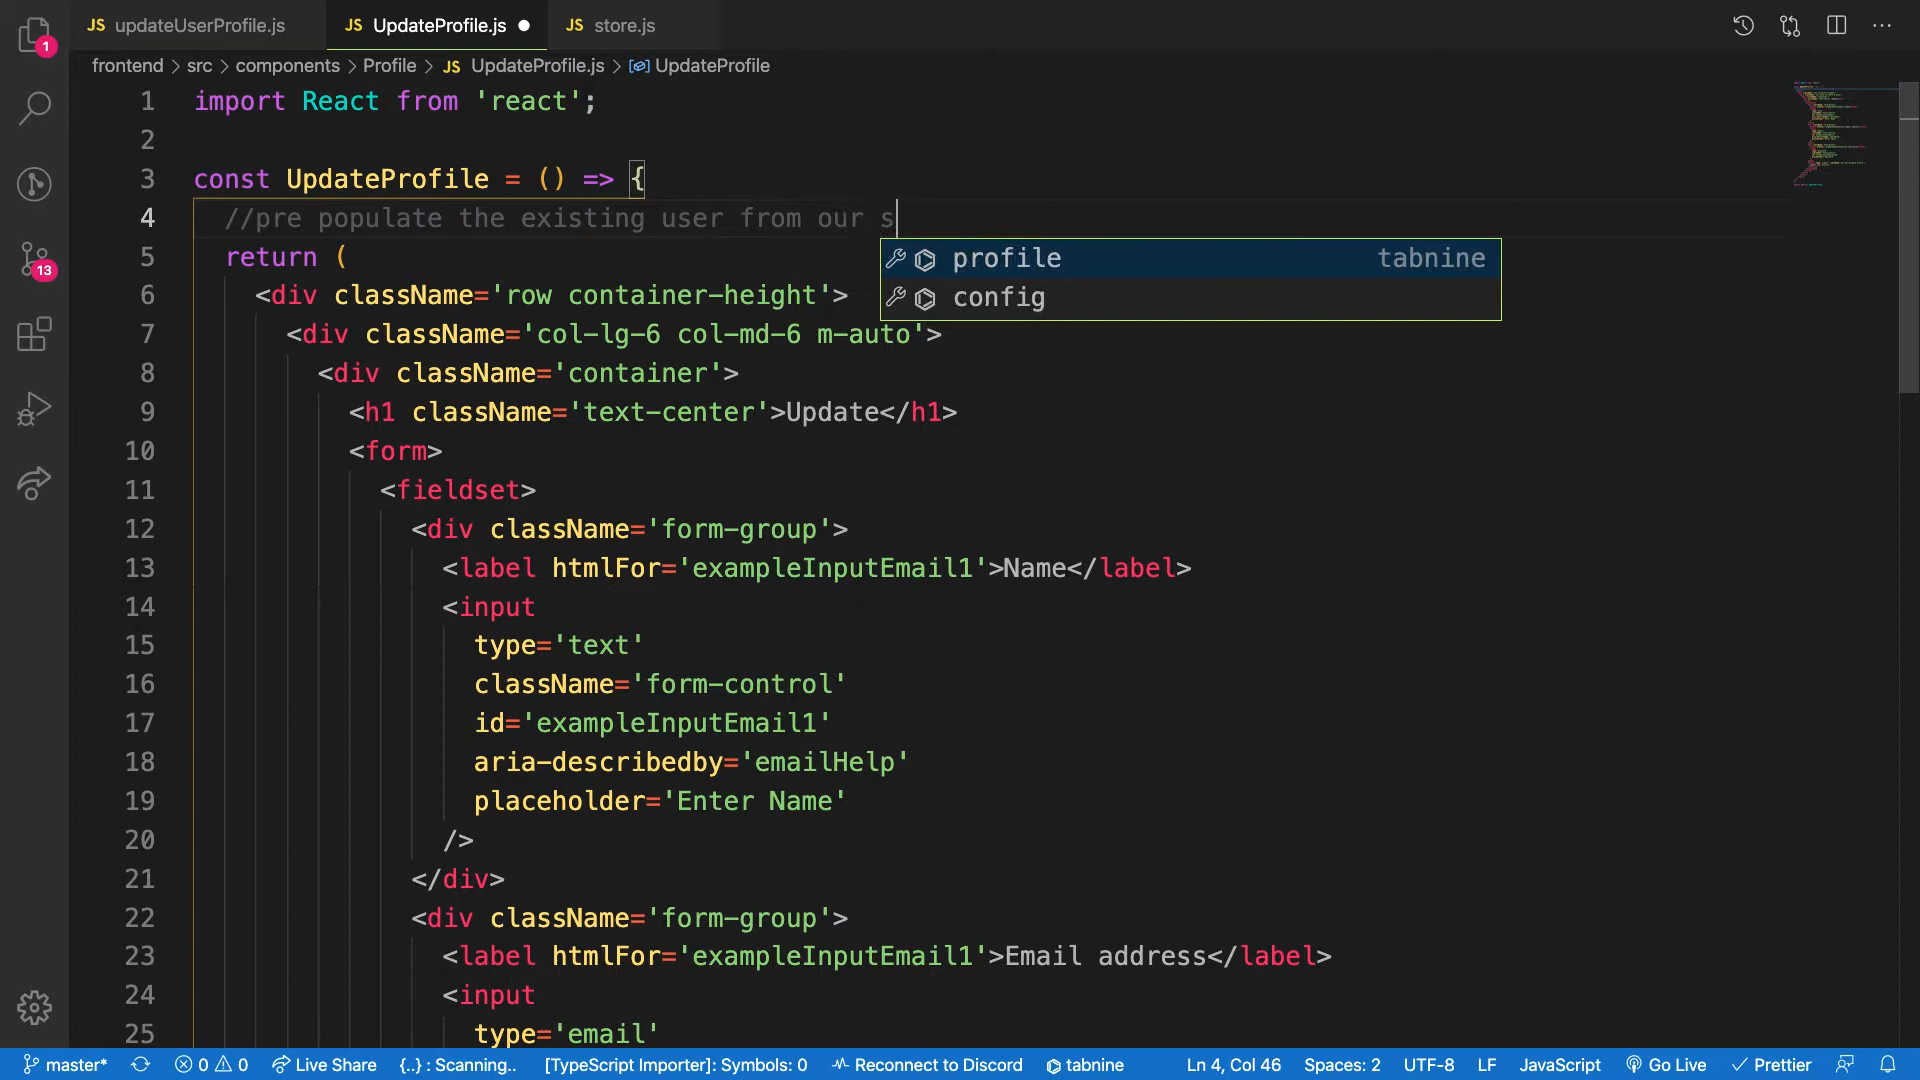 JS updateUserProfile.js JS UpdateProfile.js JS store.js
frontend > src > components > Profile > JS UpdateProfile.js > UpdateProfile
1 import React from 'react';
2
3 const UpdateProfile = () => {
4 //pre populate the existing user from our s
profile tabnine
config
5 return (
6 <div className='row container-height'>
7 <div className='col-lg-6 col-md-6 m-auto'>
8 <div className='container'>
9 <h1 className='text-center'>Update</h1>
10 <form>
11 <fieldset>
12 <div className='form-group'>
13 <label htmlFor='exampleInputEmail1'>Name</label>
14 <input
15 type='text'
16 className='form-control'
17 id='exampleInputEmail1'
18 aria-describedby='emailHelp'
19 placeholder='Enter Name'
20 />
21 </div>
22 <div className='form-group'>
23 <label htmlFor='exampleInputEmail1'>Email address</label>
24 <input
25 type='email'
1
13
master* 0 0 Live Share {..} : Scanning.. [TypeScript Importer]: Symbols: 0 Reconnect to Discord tabnine Ln 4, Col 46 Spaces: 2 UTF-8 LF JavaScript Go Live Prettier